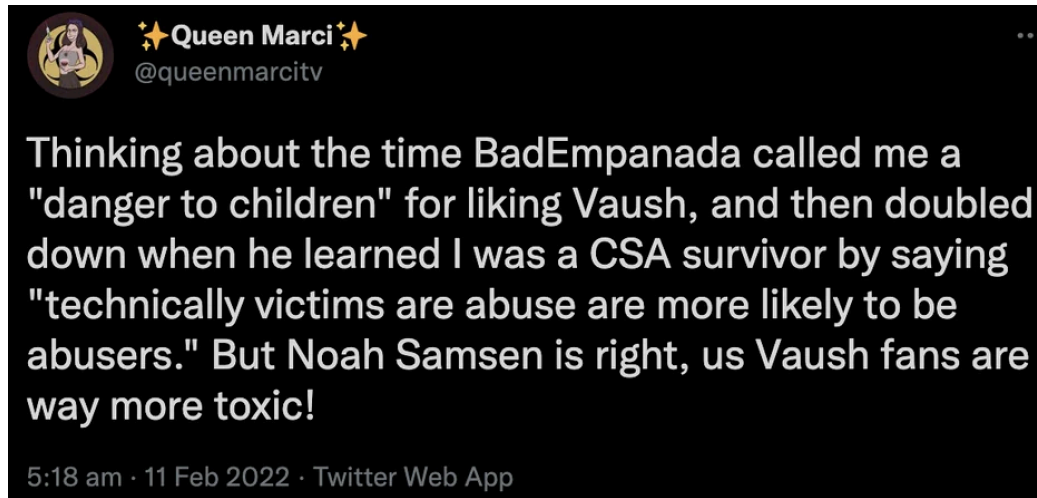 ✨Queen Marci✨
@queenmarcitv
Thinking about the time BadEmpanada called me a
"danger to children" for liking Vaush, and then doubled
down when he learned I was a CSA survivor by saying
"technically victims are abuse are more likely to be
abusers." But Noah Samsen is right, us Vaush fans are
way more toxic!
5:18 am · 11 Feb 2022 · Twitter Web App